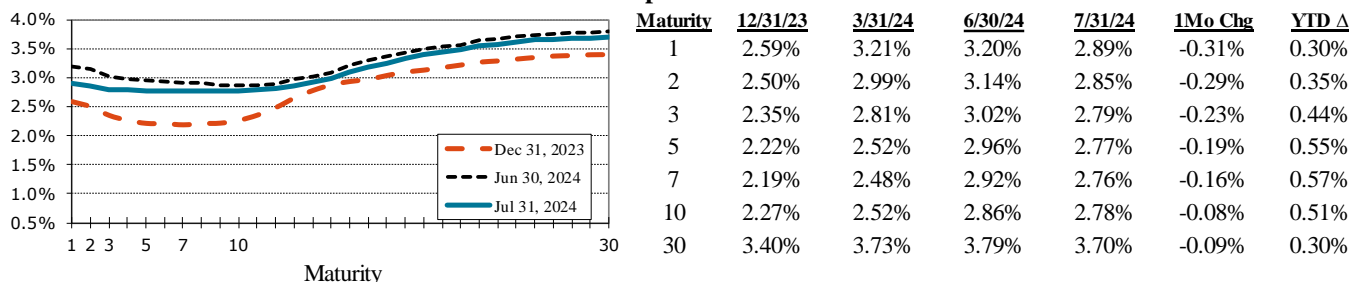 4.0%
3.5%
3.0%
2.5%
2.0%
1.5%
1.0%
0.5%
Dec 31, 2023
Jun 30, 2024
Jul 31, 2024
1 2 3 5 7 10 30
Maturity
Maturity 12/31/23 3/31/24 6/30/24 7/31/24 1Mo Chg YTD Δ
1 2.59% 3.21% 3.20% 2.89% -0.31% 0.30%
2 2.50% 2.99% 3.14% 2.85% -0.29% 0.35%
3 2.35% 2.81% 3.02% 2.79% -0.23% 0.44%
5 2.22% 2.52% 2.96% 2.77% -0.19% 0.55%
7 2.19% 2.48% 2.92% 2.76% -0.16% 0.57%
10 2.27% 2.52% 2.86% 2.78% -0.08% 0.51%
30 3.40% 3.73% 3.79% 3.70% -0.09% 0.30%